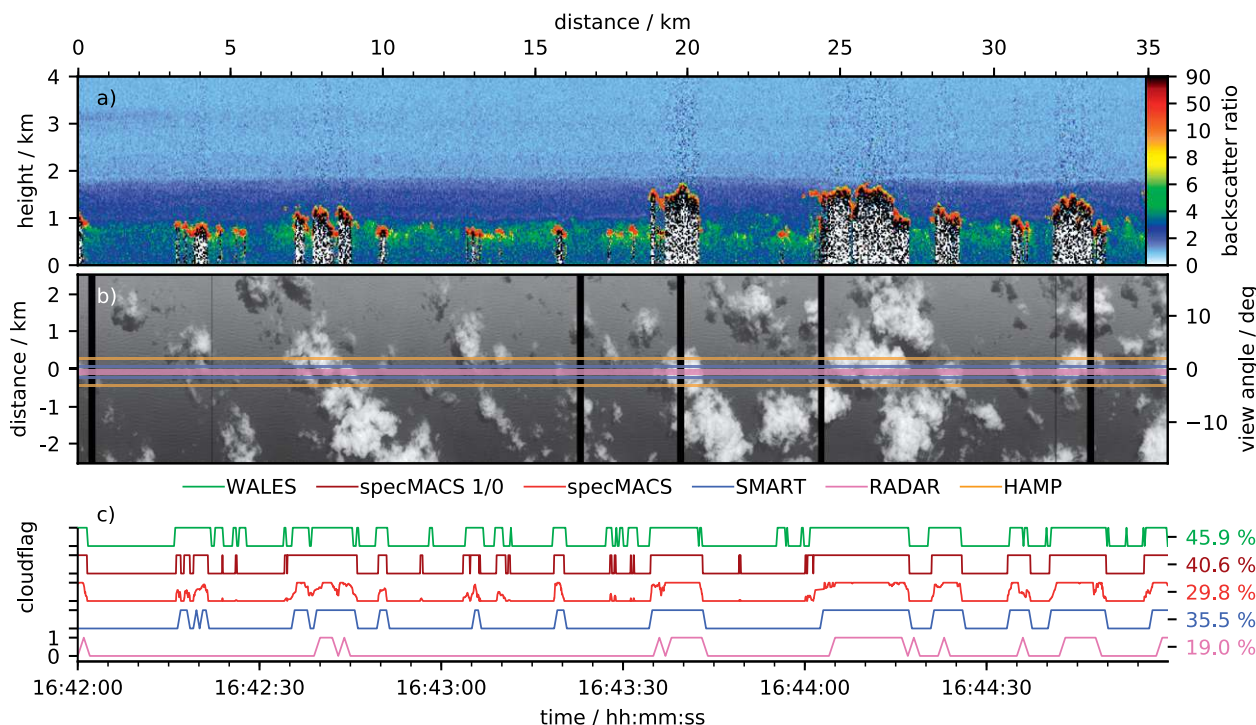 distance / km
0 5 10 15 20 25 30 35
a)
height / km
4
3
2
1
0
90
50
10
8
6
4
2
0
backscatter ratio
b)
distance / km
2
1
0
-1
-2
10
0
−10
view angle / deg
WALES specMACS 1/0 specMACS SMART RADAR HAMP
c)
cloudflag
1
0
45.9 %
40.6 %
29.8 %
35.5 %
19.0 %
16:42:00 16:42:30 16:43:00 16:43:30 16:44:00 16:44:30
time / hh:mm:ss